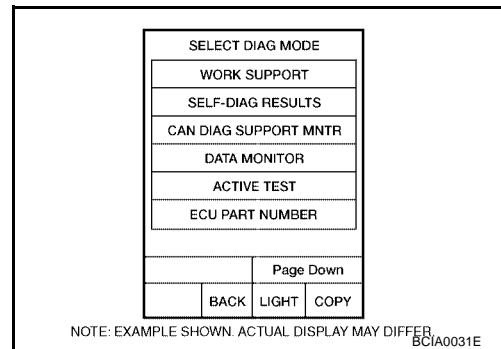 SELECT DIAG MODE
WORK SUPPORT
SELF-DIAG RESULTS
CAN DIAG SUPPORT MNTR
DATA MONITOR
ACTIVE TEST
ECU PART NUMBER
Page Down
BACK LIGHT COPY
NOTE: EXAMPLE SHOWN. ACTUAL DISPLAY MAY DIFFER.
BCIA0031E